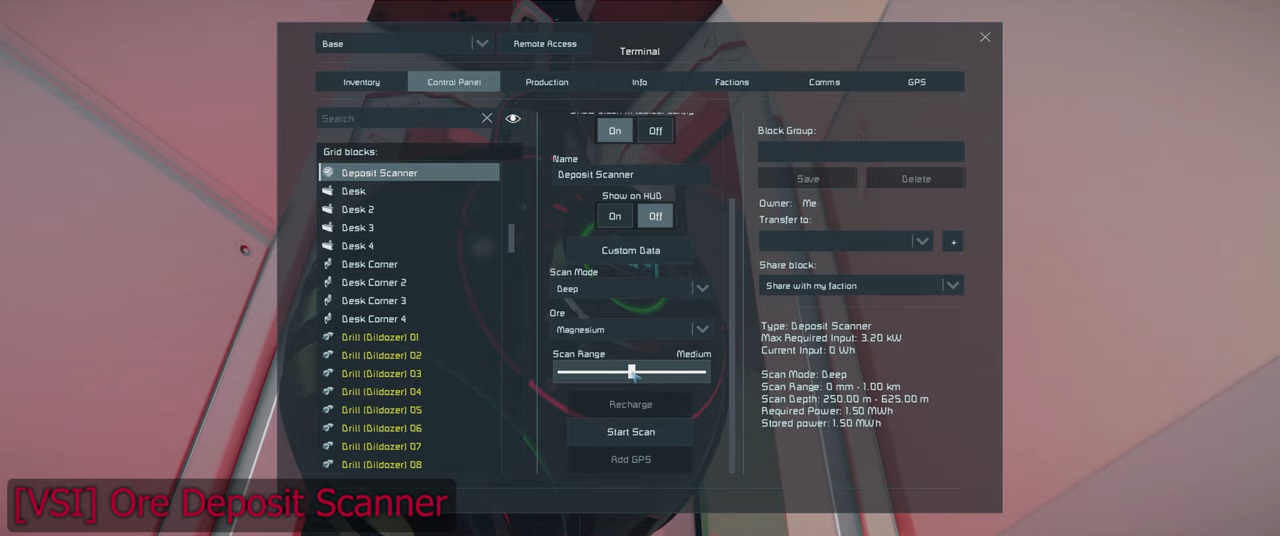 Base
Remote Access
Terminal
Inventory
Control Panel
Production
Info
Factions
Comms
GPS
Search
Grid blocks:
Deposit Scanner
Desk
Desk 2
Desk 3
Desk 4
Desk Corner
Desk Corner 2
Desk Corner 3
Desk Corner 4
Drill (Bildozer) 01
Drill (Bildozer) 02
Drill (Bildozer) 03
Drill (Bildozer) 04
Drill (Bildozer) 05
Drill (Bildozer) 06
Drill (Bildozer) 07
Drill (Bildozer) 08
On Off
Name
Deposit Scanner
Show on HUD
On Off
Custom Data
Scan Mode
Deep
Ore
Magnesium
Scan Range Medium
Recharge
Start Scan
Add GPS
Block Group:
Save Delete
Owner: Me
Transfer to:
+
Share block:
Share with my faction
Type: Deposit Scanner
Max Required Input: 3.20 kW
Current Input: 0 Wh
Scan Mode: Deep
Scan Range: 0 mm - 1.00 km
Scan Depth: 250.00 m - 625.00 m
Required Power: 1.50 MWh
Stored power: 1.50 MWh
[VSI] Ore Deposit Scanner